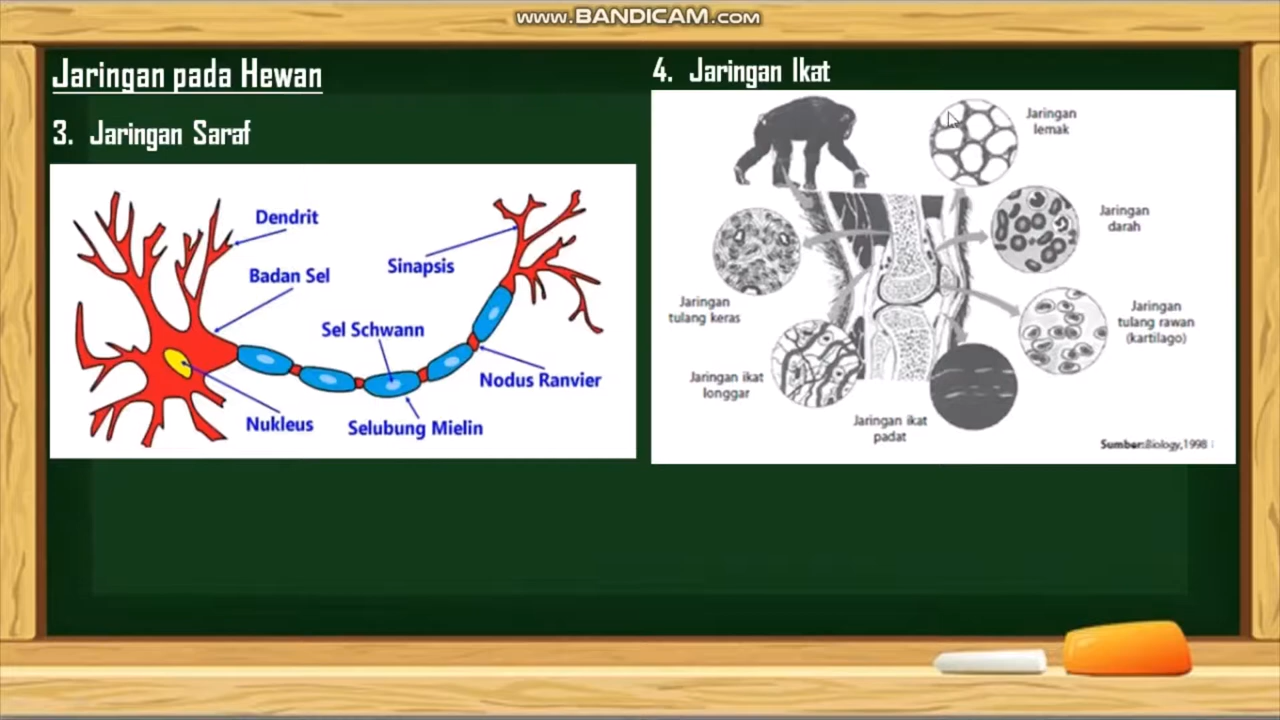 www.BANDICAM.com
Jaringan pada Hewan
3. Jaringan Saraf
Dendrit
Badan Sel
Sinapsis
Sel Schwann
Nodus Ranvier
Nukleus
Selubung Mielin
4. Jaringan Ikat
Jaringan
lemak
Jaringan
darah
Jaringan
tulang keras
Jaringan
tulang rawan
(kartilago)
Jaringan ikat
longgar
Jaringan ikat
padat
Sumber:Biology,1998